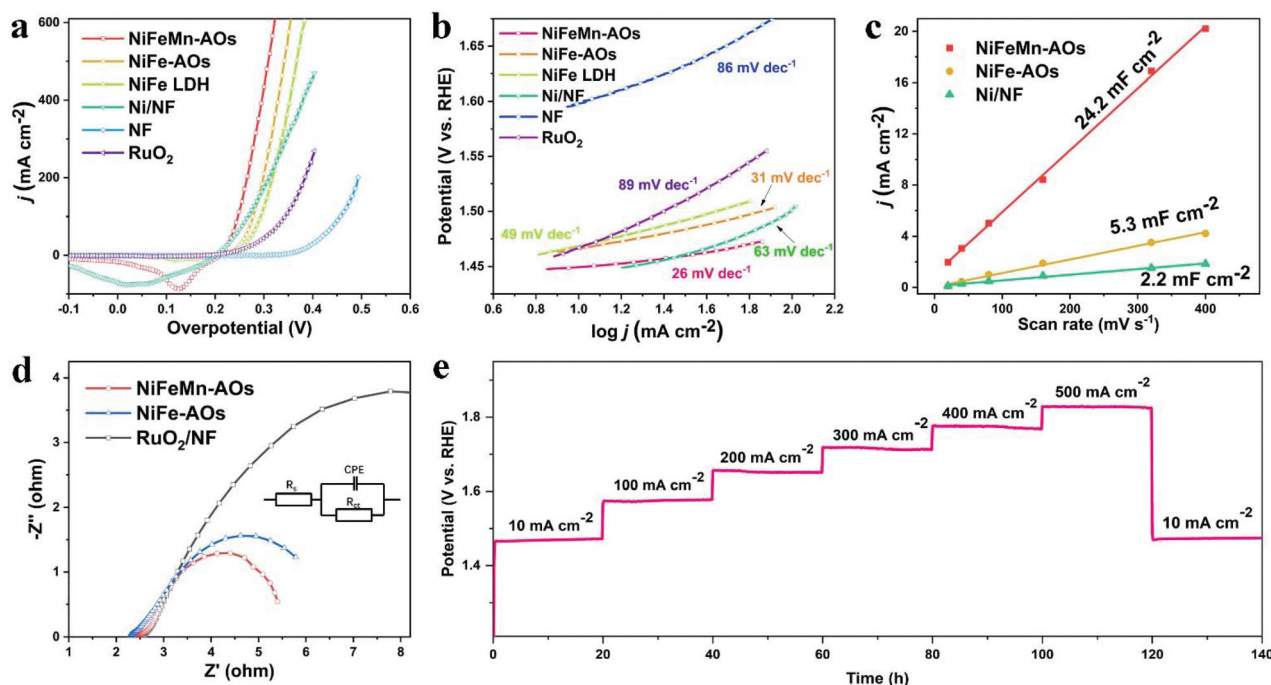 a
600
400
200
0
-0.1 0.0 0.1 0.2 0.3 0.4 0.5 0.6
j (mA cm-2)
Overpotential (V)
NiFeMn-AOs
NiFe-AOs
NiFe LDH
Ni/NF
NF
RuO2
b
1.65
1.60
1.55
1.50
1.45
0.6 0.8 1.0 1.2 1.4 1.6 1.8 2.0 2.2
Potential (V vs. RHE)
log j (mA cm-2)
NiFeMn-AOs
NiFe-AOs
NiFe LDH
Ni/NF
NF
RuO2
86 mV dec-1
89 mV dec-1
31 mV dec-1
49 mV dec-1
63 mV dec-1
26 mV dec-1
c
20
16
12
8
4
0
0 100 200 300 400
j (mA cm-2)
Scan rate (mV s-1)
NiFeMn-AOs
NiFe-AOs
Ni/NF
24.2 mF cm-2
5.3 mF cm-2
2.2 mF cm-2
d
4
3
2
1
0
1 2 3 4 5 6 7 8
-Z'' (ohm)
Z' (ohm)
NiFeMn-AOs
NiFe-AOs
RuO2/NF
CPE
Rs
Rct
e
2.0
1.8
1.6
1.4
0 20 40 60 80 100 120 140
Potential (V vs. RHE)
Time (h)
10 mA cm-2
100 mA cm-2
200 mA cm-2
300 mA cm-2
400 mA cm-2
500 mA cm-2
10 mA cm-2